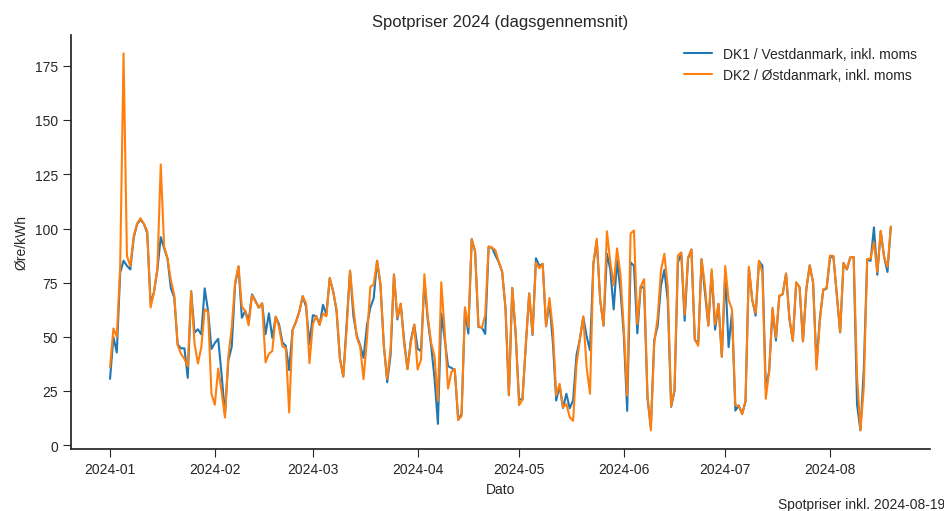 Spotpriser 2024 (dagsgennemsnit)
DK1 / Vestdanmark, inkl. moms
DK2 / Østdanmark, inkl. moms
Øre/kWh
175
150
125
100
75
50
25
0
2024-01 2024-02 2024-03 2024-04 2024-05 2024-06 2024-07 2024-08
Dato
Spotpriser inkl. 2024-08-19